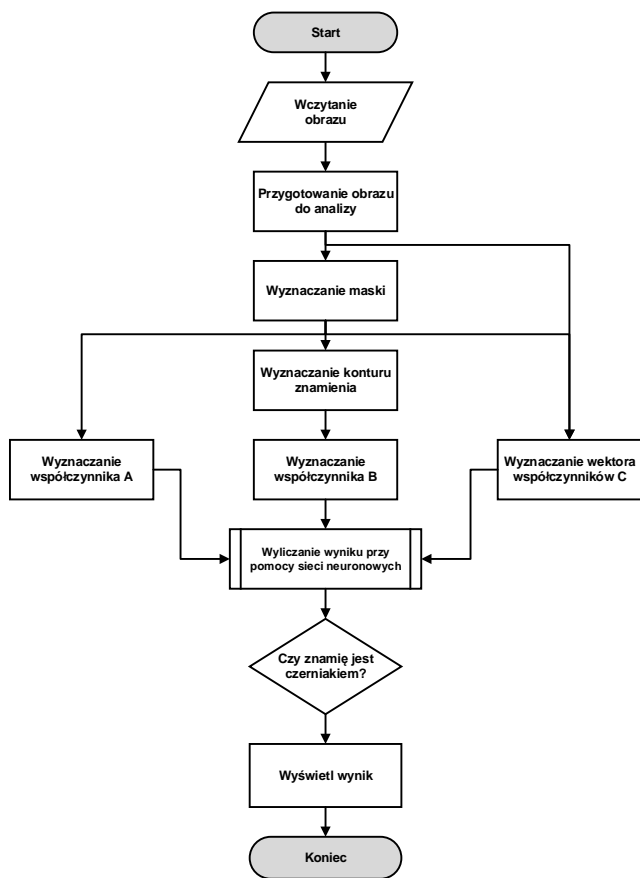 Start
Wczytanie
obrazu
Przygotowanie obrazu
do analizy
Wyznaczanie maski
Wyznaczanie konturu
znamienia
Wyznaczanie
współczynnika A
Wyznaczanie
współczynnika B
Wyznaczanie wektora
współczynników C
Wyliczanie wyniku przy
pomocy sieci neuronowych
Czy znamię jest
czerniakiem?
Wyświetl wynik
Koniec